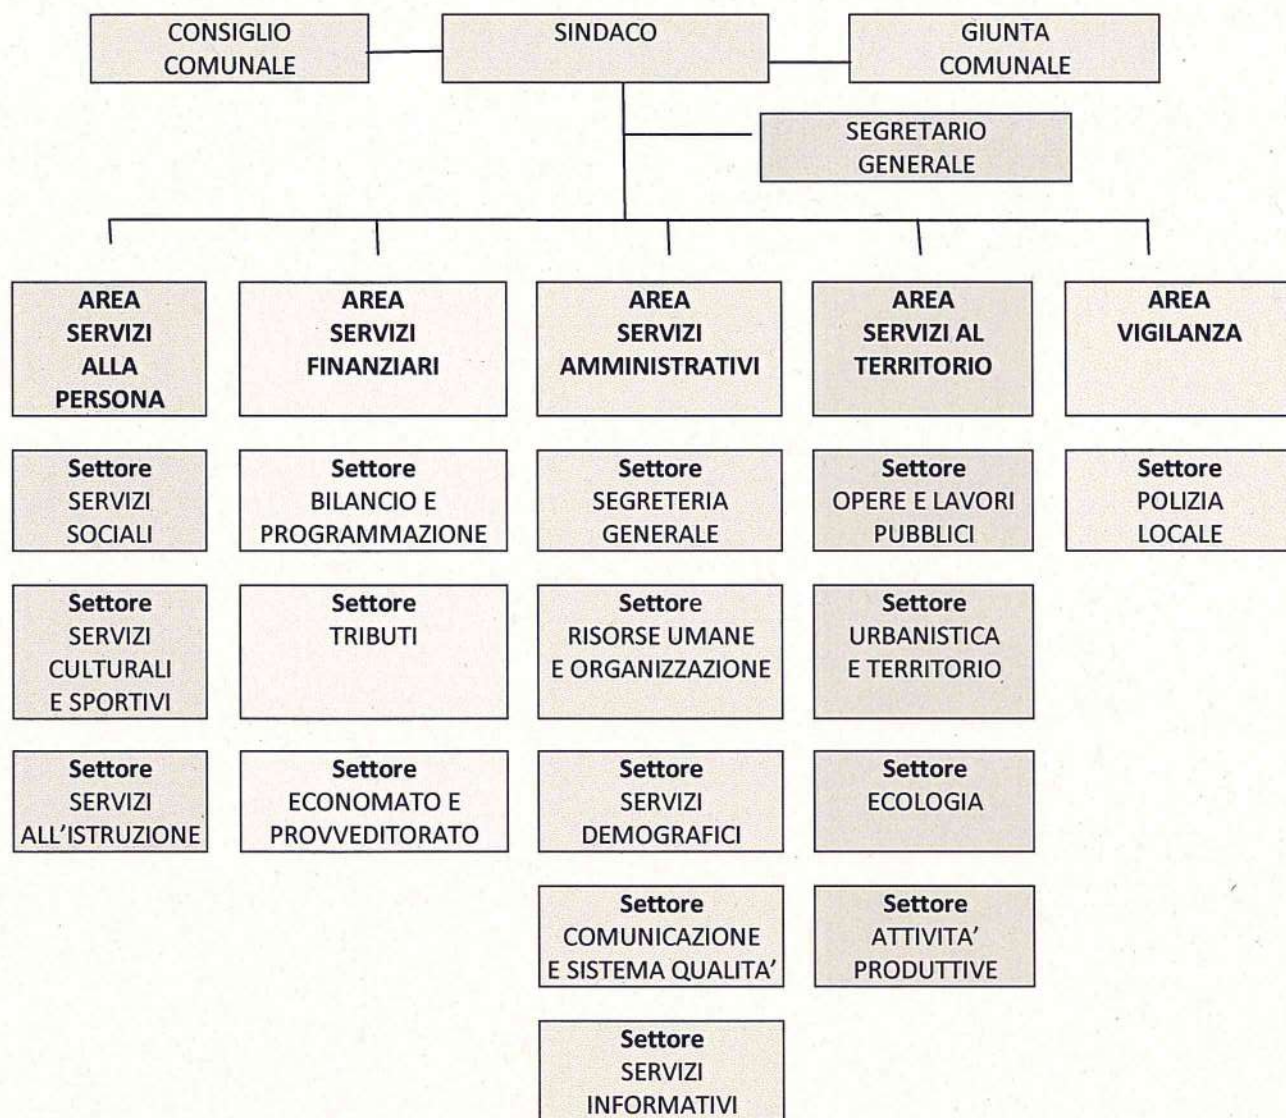 CONSIGLIO
COMUNALE
SINDACO
GIUNTA
COMUNALE
SEGRETARIO
GENERALE
AREA
SERVIZI
ALLA
PERSONA
AREA
SERVIZI
FINANZIARI
AREA
SERVIZI
AMMINISTRATIVI
AREA
SERVIZI AL
TERRITORIO
AREA
VIGILANZA
Settore
SERVIZI
SOCIALI
Settore
BILANCIO E
PROGRAMMAZIONE
Settore
SEGRETERIA
GENERALE
Settore
OPERE E LAVORI
PUBBLICI
Settore
POLIZIA
LOCALE
Settore
SERVIZI
CULTURALI
E SPORTIVI
Settore
TRIBUTI
Settore
RISORSE UMANE
E ORGANIZZAZIONE
Settore
URBANISTICA
E TERRITORIO
Settore
SERVIZI
ALL’ISTRUZIONE
Settore
ECONOMATO E
PROVVEDITORATO
Settore
SERVIZI
DEMOGRAFICI
Settore
ECOLOGIA
Settore
COMUNICAZIONE
E SISTEMA QUALITA’
Settore
ATTIVITA’
PRODUTTIVE
Settore
SERVIZI
INFORMATIVI